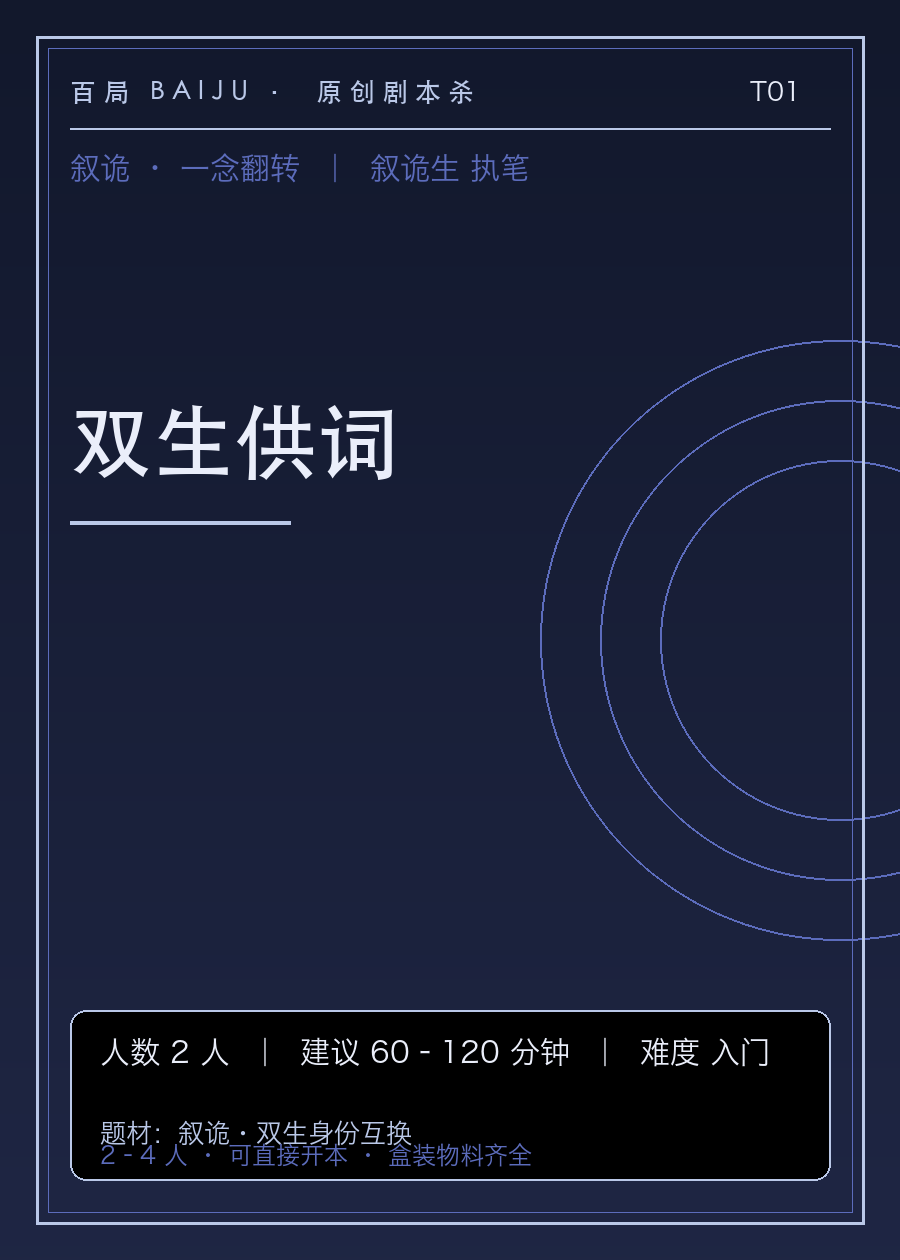 百局 BAIJU · 原创剧本杀 T01
叙诡 · 一念翻转 ｜ 叙诡生 执笔
双生供词
人数 2 人 ｜ 建议 60 - 120 分钟 ｜ 难度 入门
题材: 叙诡 · 双生身份互换
2 - 4 人 · 可直接开本 · 盒装物料齐全